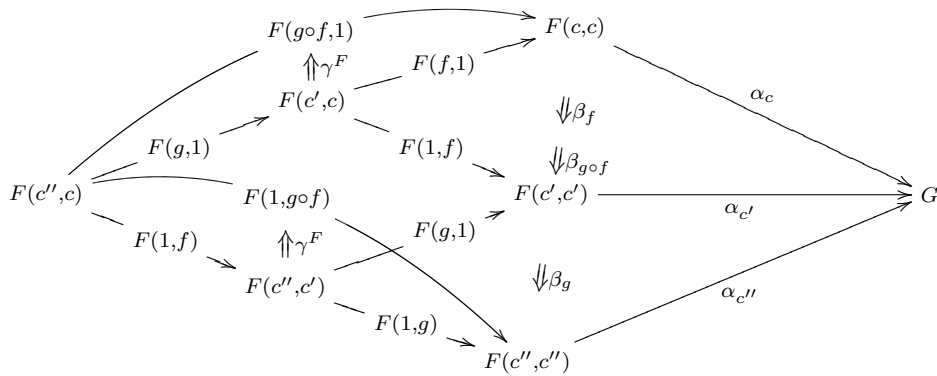 F(g∘f,1)
F(c,c)
⇑γ^F
F(f,1)
F(c′,c)
α_c
⇓β_f
F(g,1)
F(1,f)
⇓β_{g∘f}
F(c″,c)
F(1,g∘f)
F(c′,c′)
α_{c′}
G
F(1,f)
⇑γ^F
F(g,1)
F(c″,c′)
⇓β_g
α_{c″}
F(1,g)
F(c″,c″)